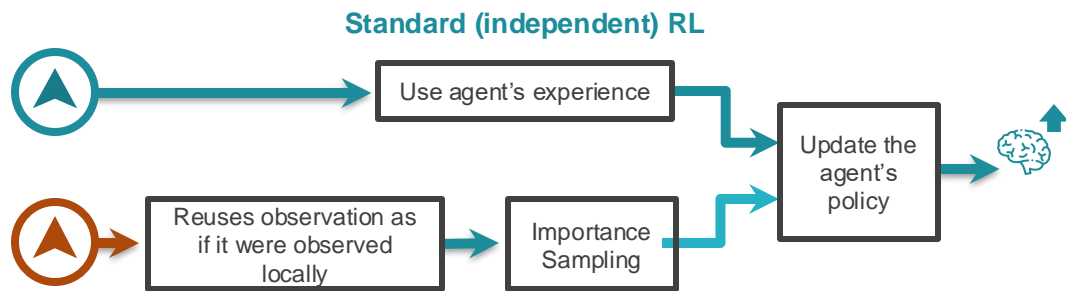 Standard (independent) RL
Use agent's experience
Update the
agent's
policy
Reuses observation as
if it were observed
locally
Importance
Sampling